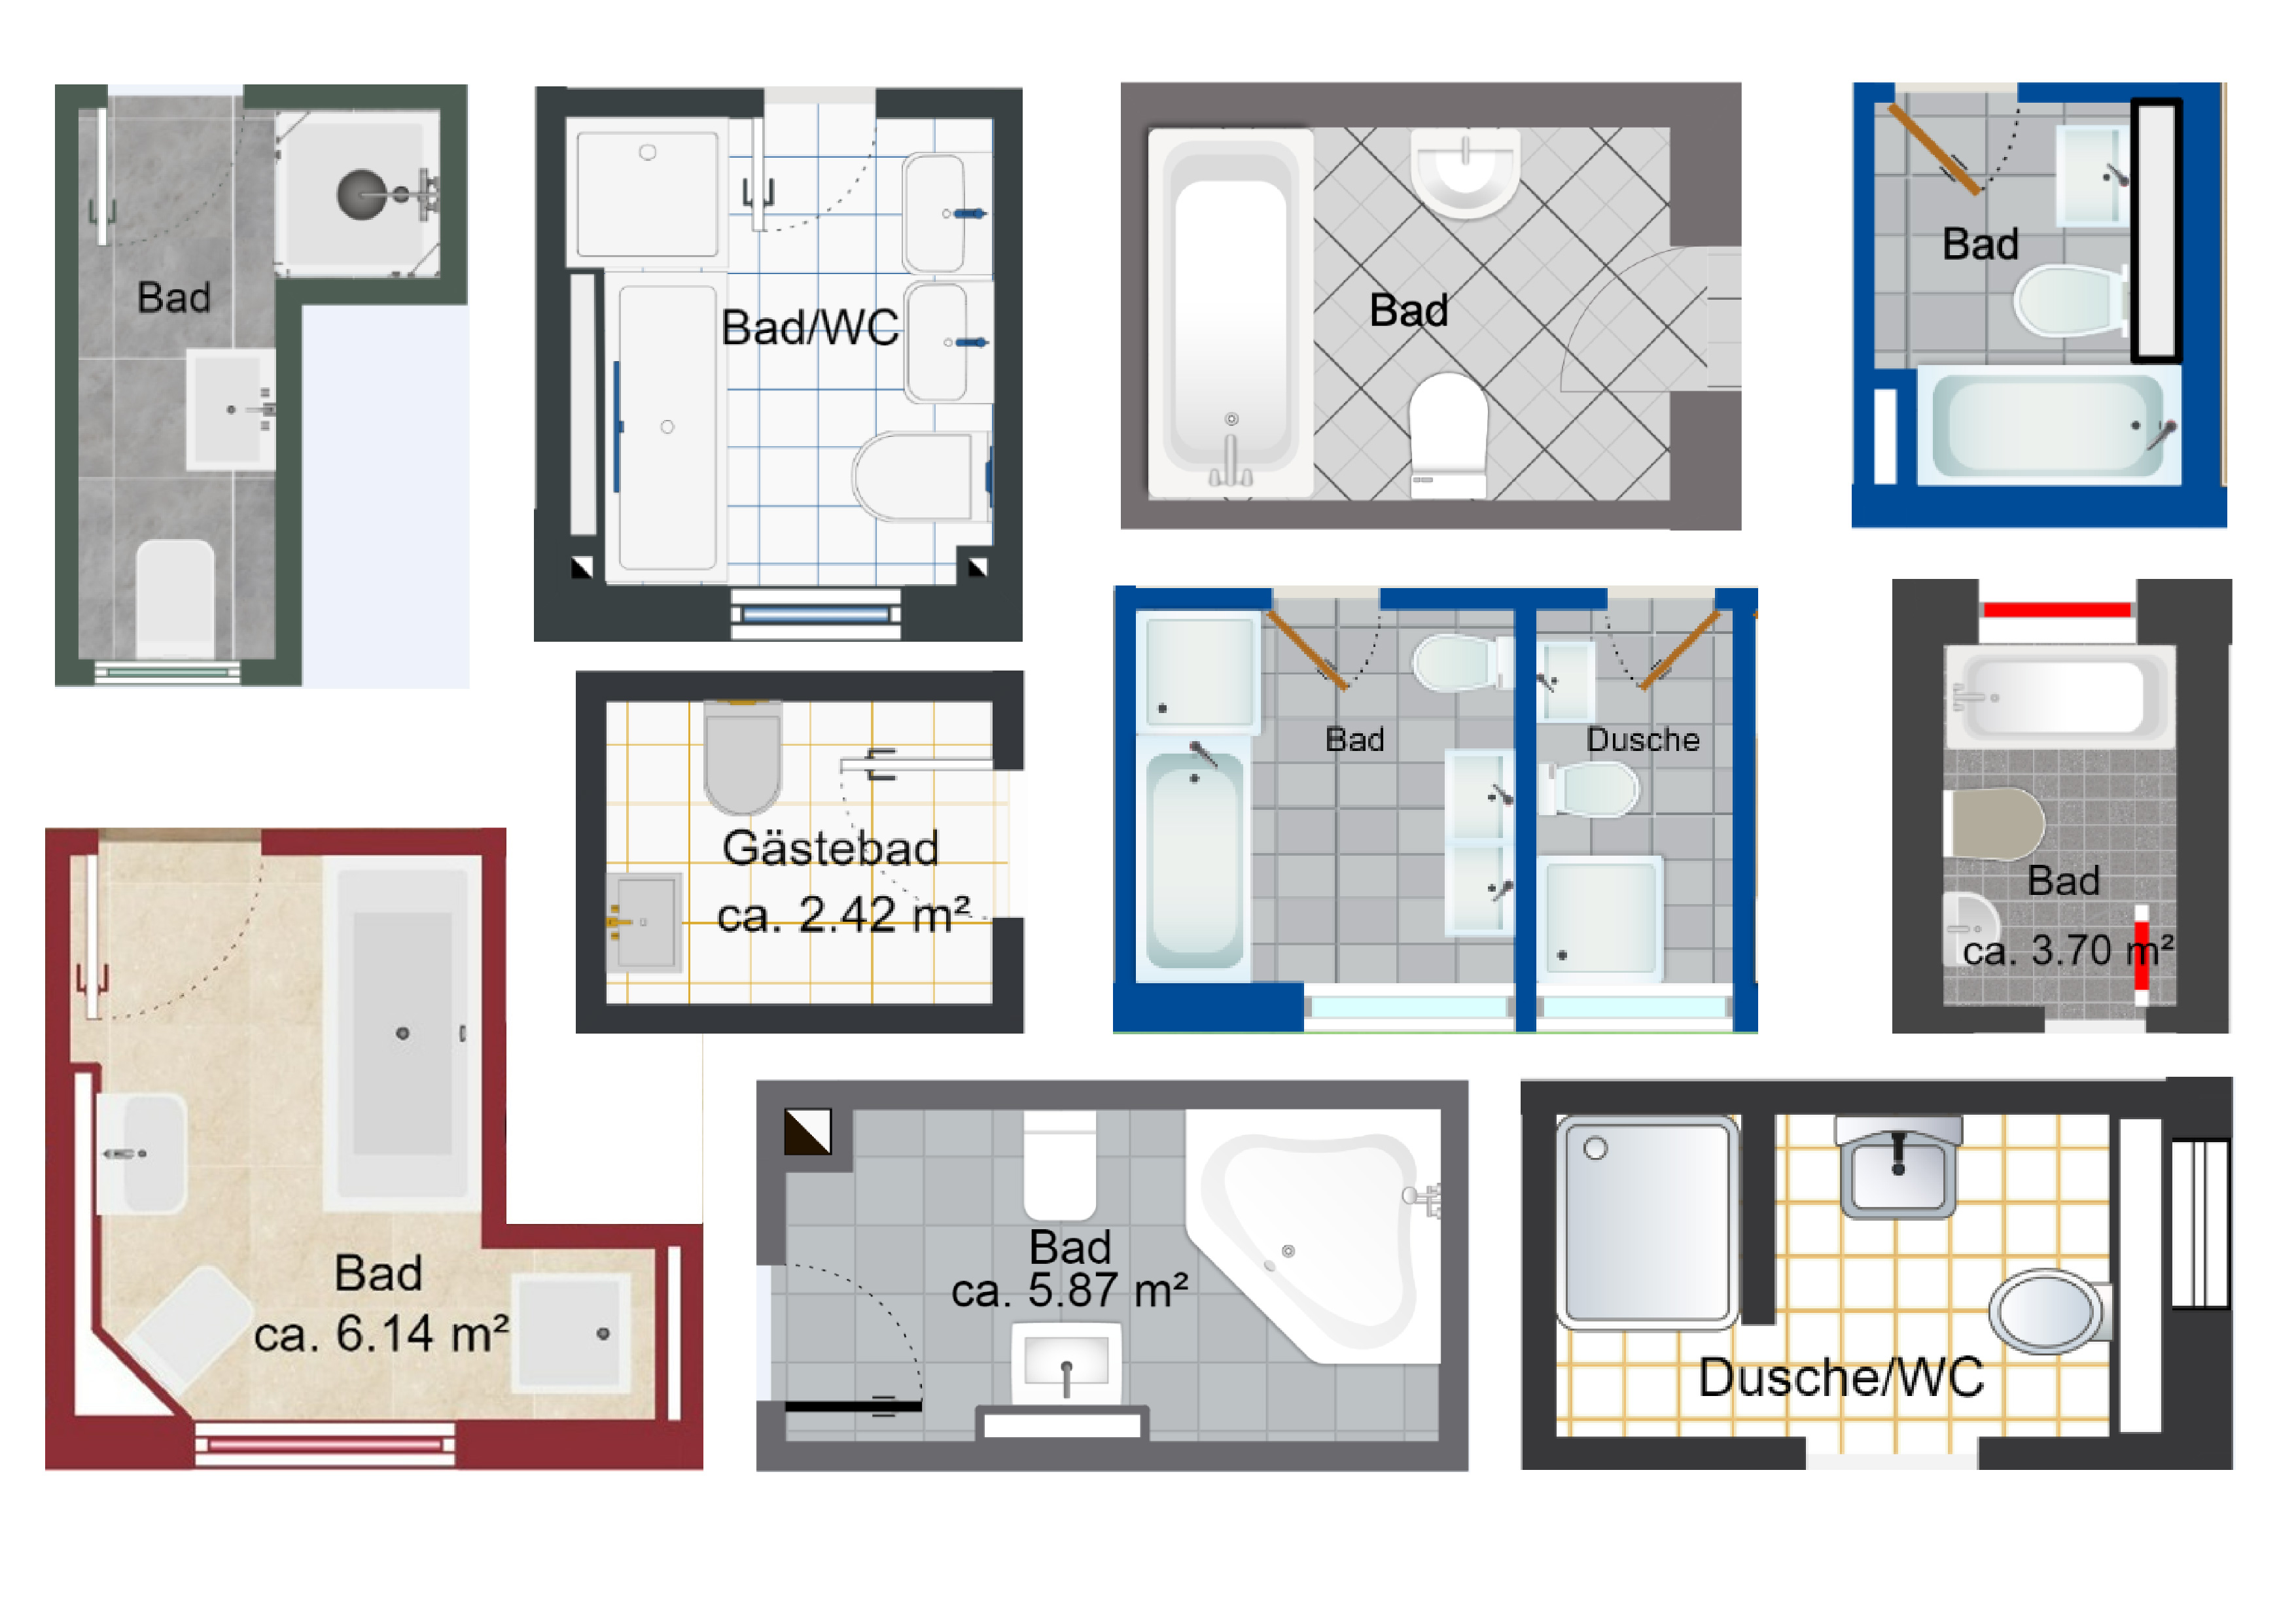 Bad
Bad/WC
Bad
Bad
Gästebad
ca. 2.42 m²
Bad
Dusche
Bad
ca. 3.70 m²
Bad
ca. 6.14 m²
Bad
ca. 5.87 m²
Dusche/WC